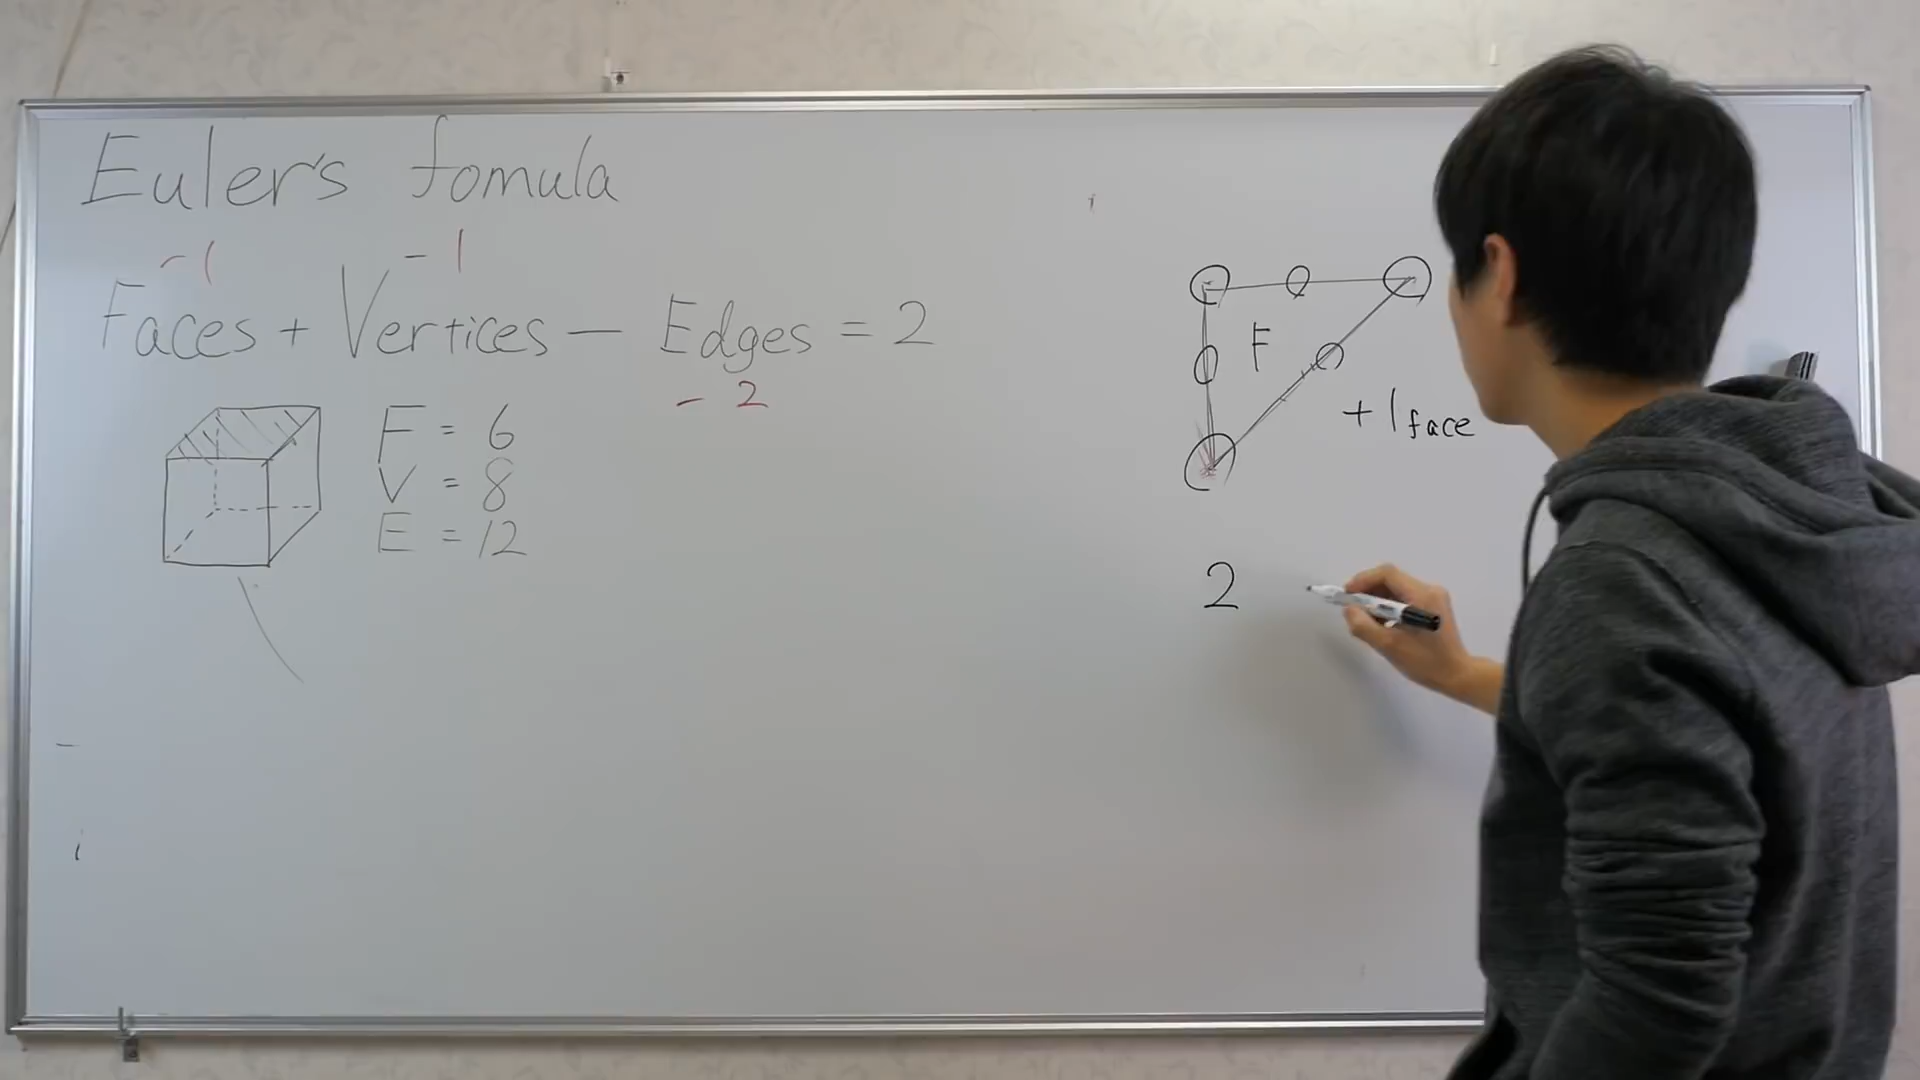 Euler's fomula
-1 -1
Faces + Vertices - Edges = 2
- 2
F = 6
V = 8
E = 12
F
+ 1 face
2